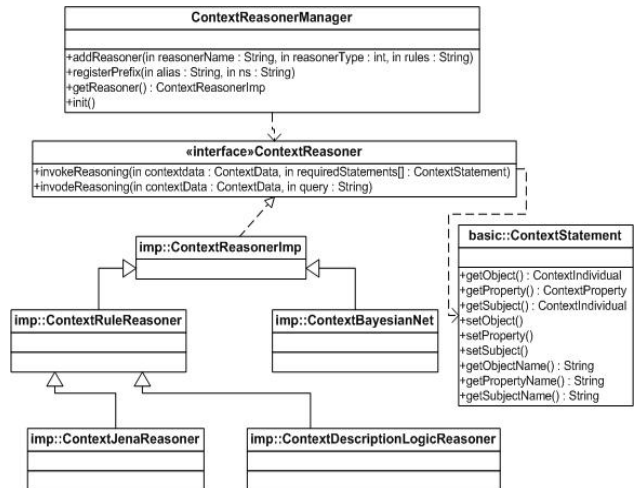 ContextReasonerManager
+addReasoner(in reasonerName : String, in reasonerType : int, in rules : String)
+registerPrefix(in alias : String, in ns : String)
+getReasoner() : ContextReasonerImp
+init()
«interface»ContextReasoner
+invokeReasoning(in contextdata : ContextData, in requiredStatements[] : ContextStatement)
+invodeReasoning(in contextData : ContextData, in query : String)
imp::ContextReasonerImp
basic::ContextStatement
+getObject() : ContextIndividual
+getProperty() : ContextProperty
+getSubject() : ContextIndividual
+setObject()
+setProperty()
+setSubject()
+getObjectName() : String
+getPropertyName() : String
+getSubjectName() : String
imp::ContextRuleReasoner
imp::ContextBayesianNet
imp::ContextJenaReasoner
imp::ContextDescriptionLogicReasoner